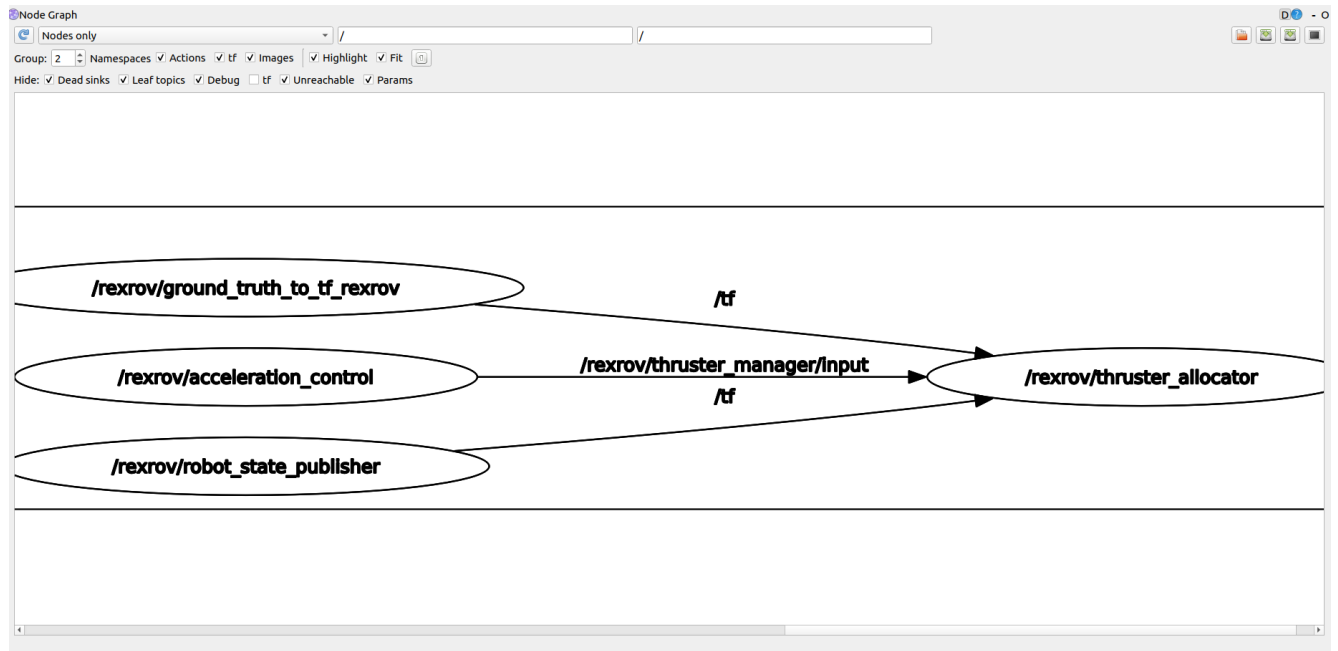 Node Graph
D ? - O
Nodes only / /
Group: 2 Namespaces Actions tf Images Highlight Fit
Hide: Dead sinks Leaf topics Debug tf Unreachable Params
/rexrov/ground_truth_to_tf_rexrov
/tf
/rexrov/acceleration_control
/rexrov/thruster_manager/input
/rexrov/thruster_allocator
/tf
/rexrov/robot_state_publisher